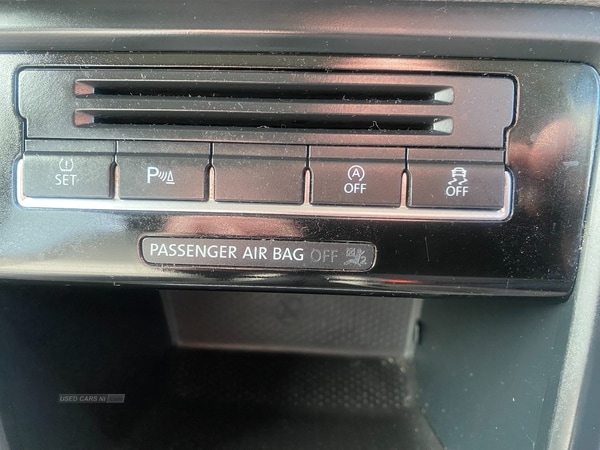 SET P A OFF OFF
PASSENGER AIR BAG OFF
USED CARS NI